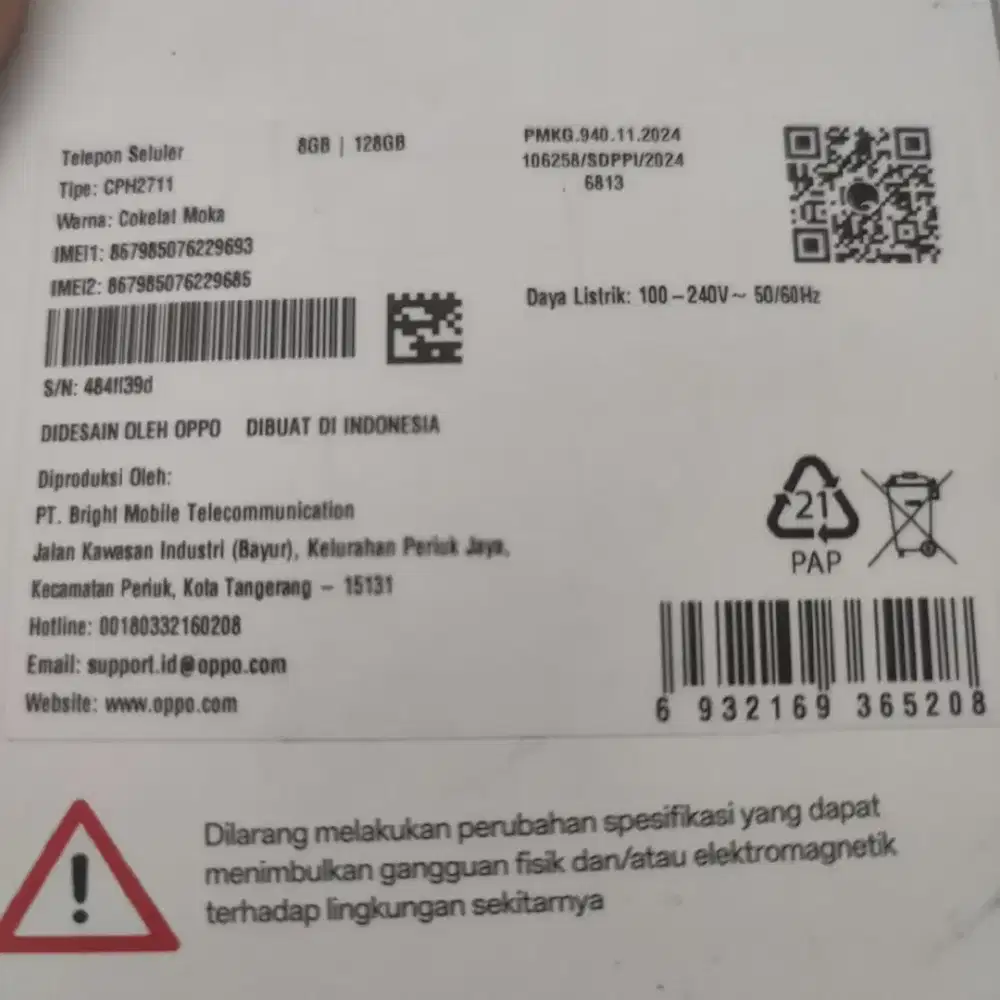 Telepon Seluler
8GB | 128GB
Tipe: CPH2711
Warna: Cokelat Moka
IMEI1: 867985076229693
IMEI2: 867985076229685
S/N: 484f139d
DIDESAIN OLEH OPPO DIBUAT DI INDONESIA
Diproduksi Oleh:
PT. Bright Mobile Telecommunication
Jalan Kawasan Industri (Bayur), Kelurahan Periuk Jaya,
Kecamatan Periuk, Kota Tangerang – 15131
Hotline: 00180332160208
Email: support.id@oppo.com
Website: www.oppo.com
PMKG.940.11.2024
106258/SDPPI/2024
6813
Daya Listrik: 100–240V~ 50/60Hz
21
PAP
6 932169 365208
Dilarang melakukan perubahan spesifikasi yang dapat
menimbulkan gangguan fisik dan/atau elektromagnetik
terhadap lingkungan sekitarnya